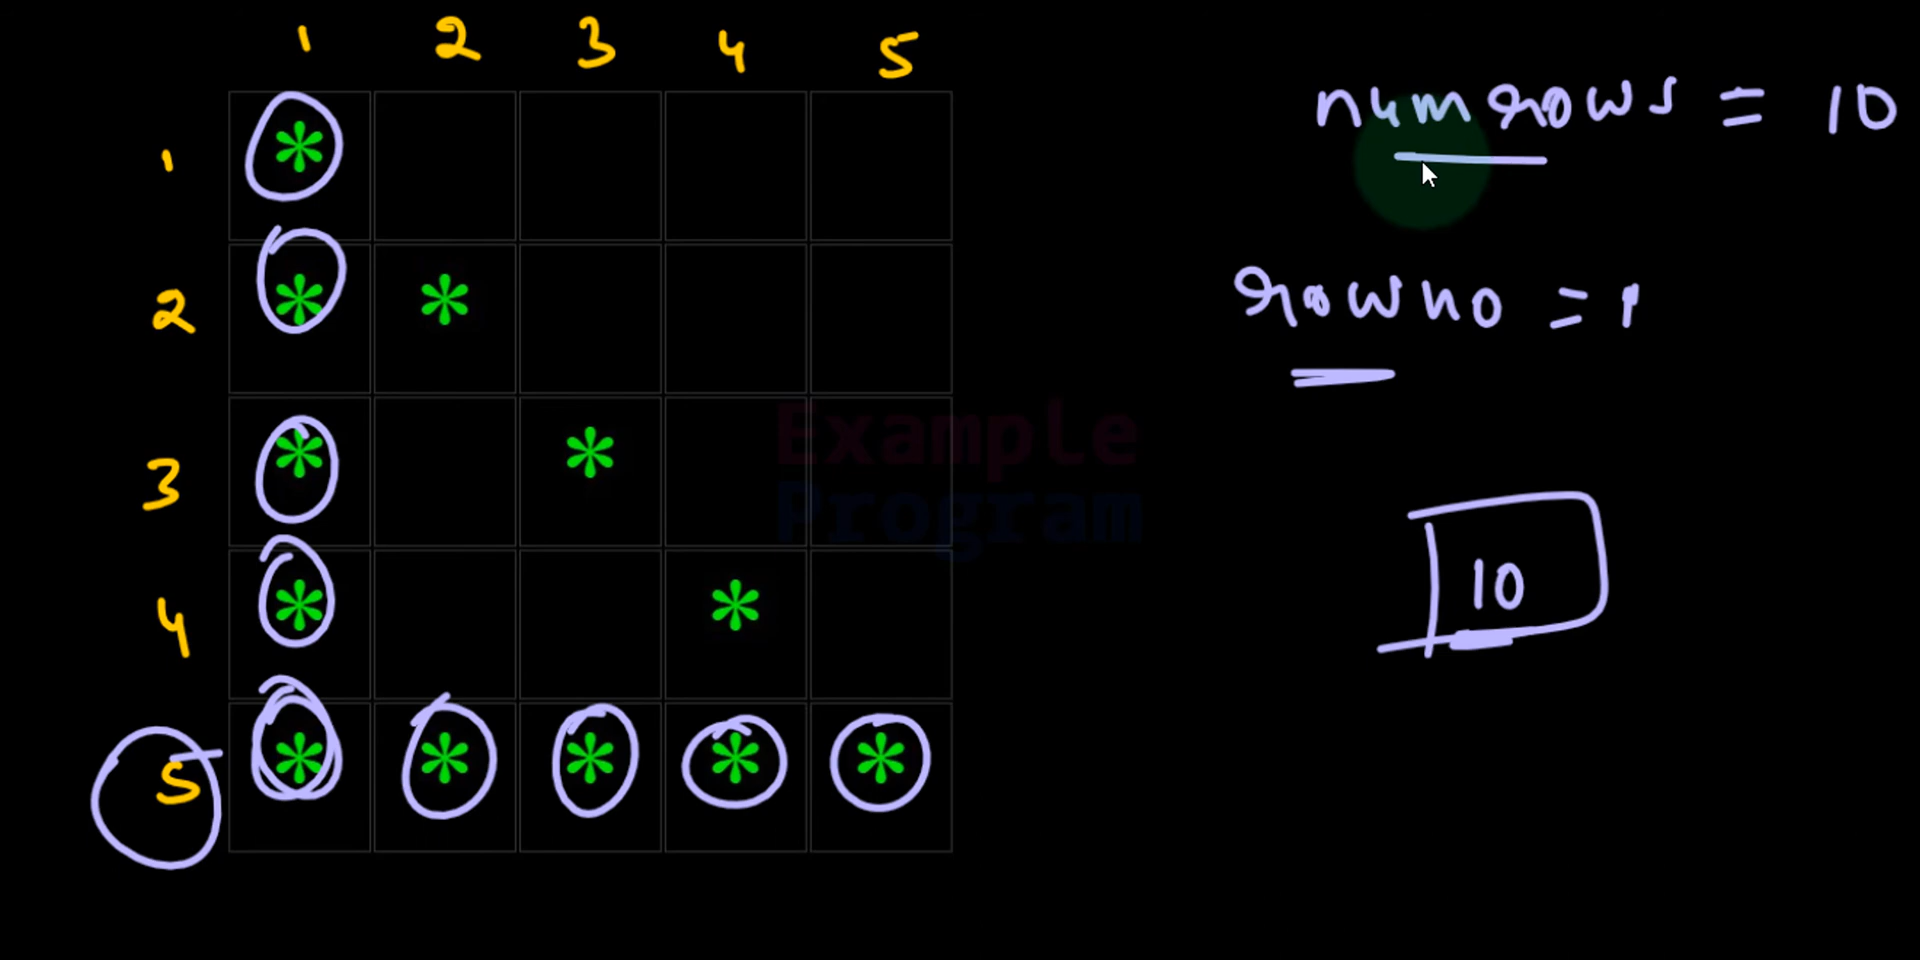 1 2 3 4 5
numrows = 10
1 *
2 * *
rowno = 1
3 * *
Example
Program
4 * *
10
5 * * * * *